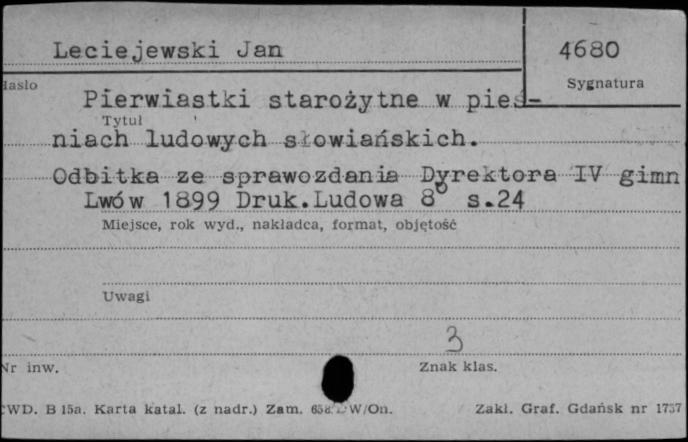 Leciejewski Jan
4680
Hasło
Sygnatura
Pierwiastki starożytne w pieś-
Tytuł
niach ludowych słowiańskich.
Odbitka ze sprawozdania Dyrektora IV gimn
Lwów 1899 Druk.Ludowa 8° s.24
Miejsce, rok wyd., nakładca, format, objętość
Uwagi
3
Nr inw.
Znak klas.
CWD. B 15a. Karta katal. (z nadr.) Zam. W/On.
Zakł. Graf. Gdańsk nr 1737